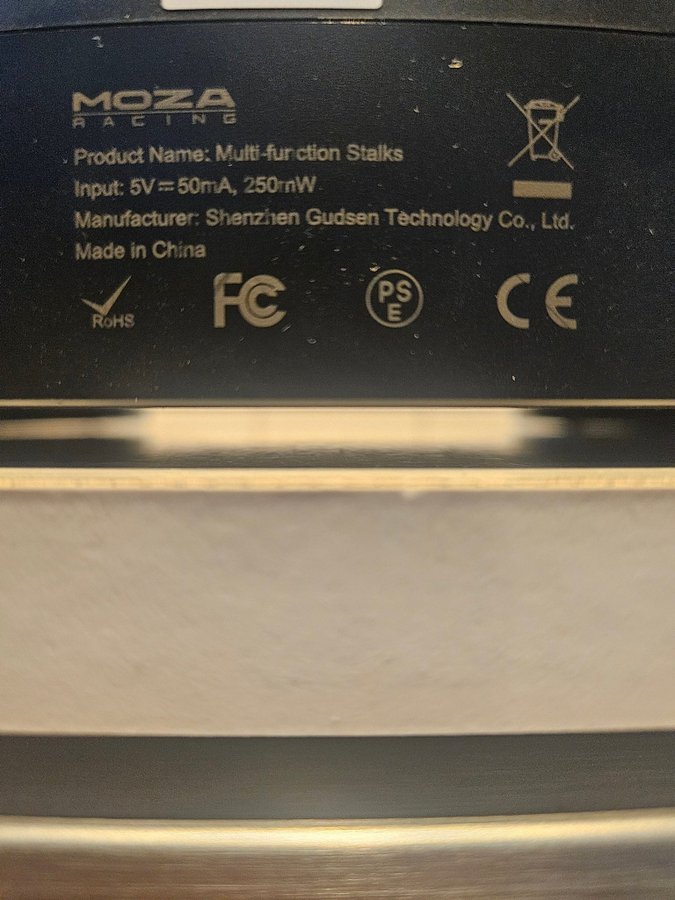 MOZA
RACING
Product Name: Multi-function Stalks
Input: 5V⎓50mA, 250mW
Manufacturer: Shenzhen Gudsen Technology Co., Ltd.
Made in China
RoHS
FC
PS
E
CE